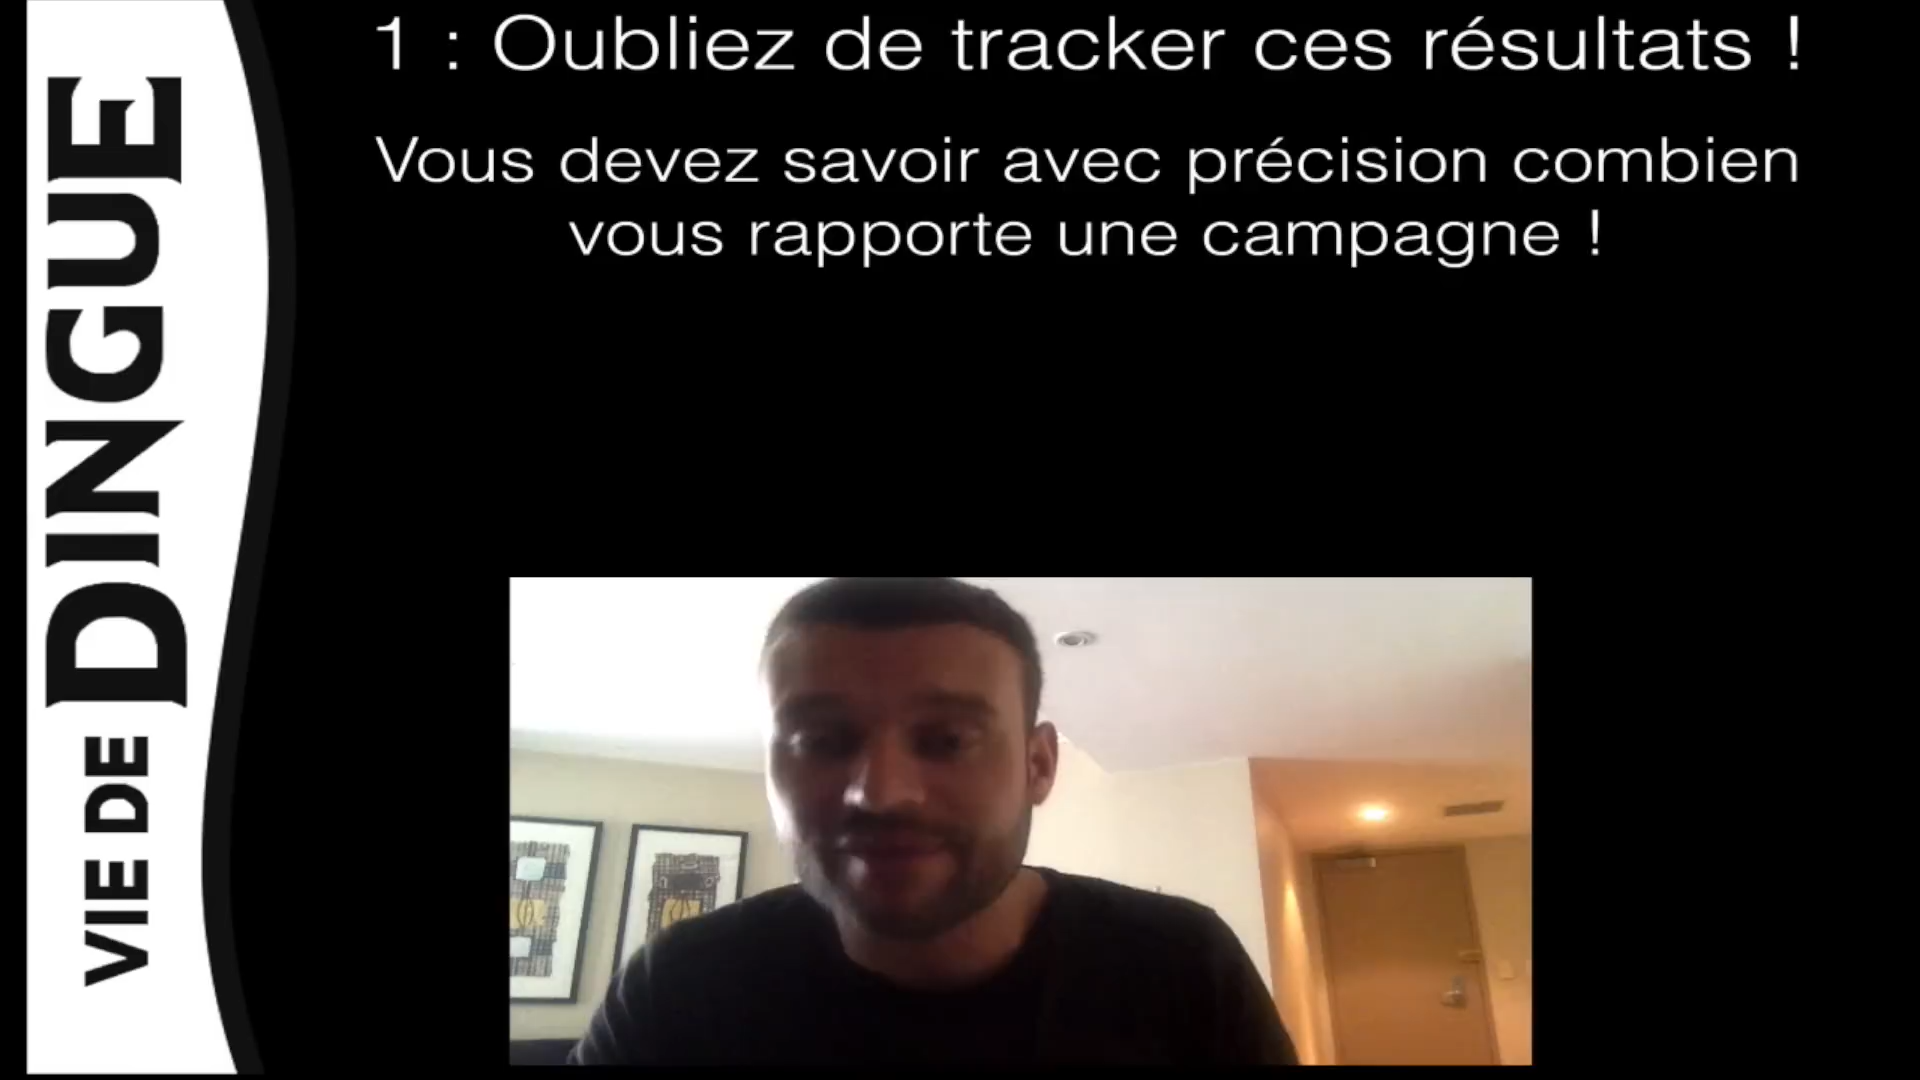 1 : Oubliez de tracker ces résultats !
Vous devez savoir avec précision combien
vous rapporte une campagne !
VIE DE DINGUE